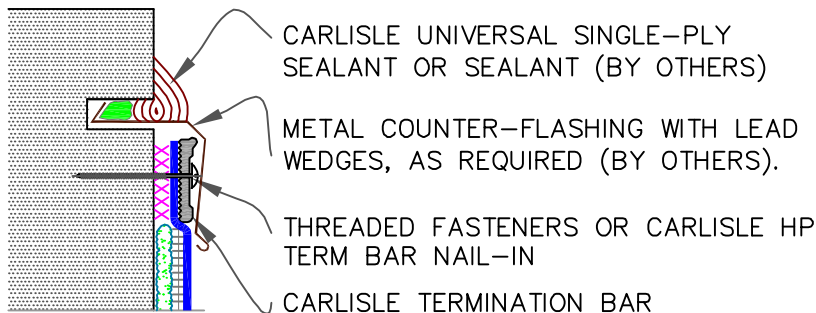 CARLISLE UNIVERSAL SINGLE-PLY
SEALANT OR SEALANT (BY OTHERS)
METAL COUNTER-FLASHING WITH LEAD
WEDGES, AS REQUIRED (BY OTHERS).
THREADED FASTENERS OR CARLISLE HP
TERM BAR NAIL-IN
CARLISLE TERMINATION BAR